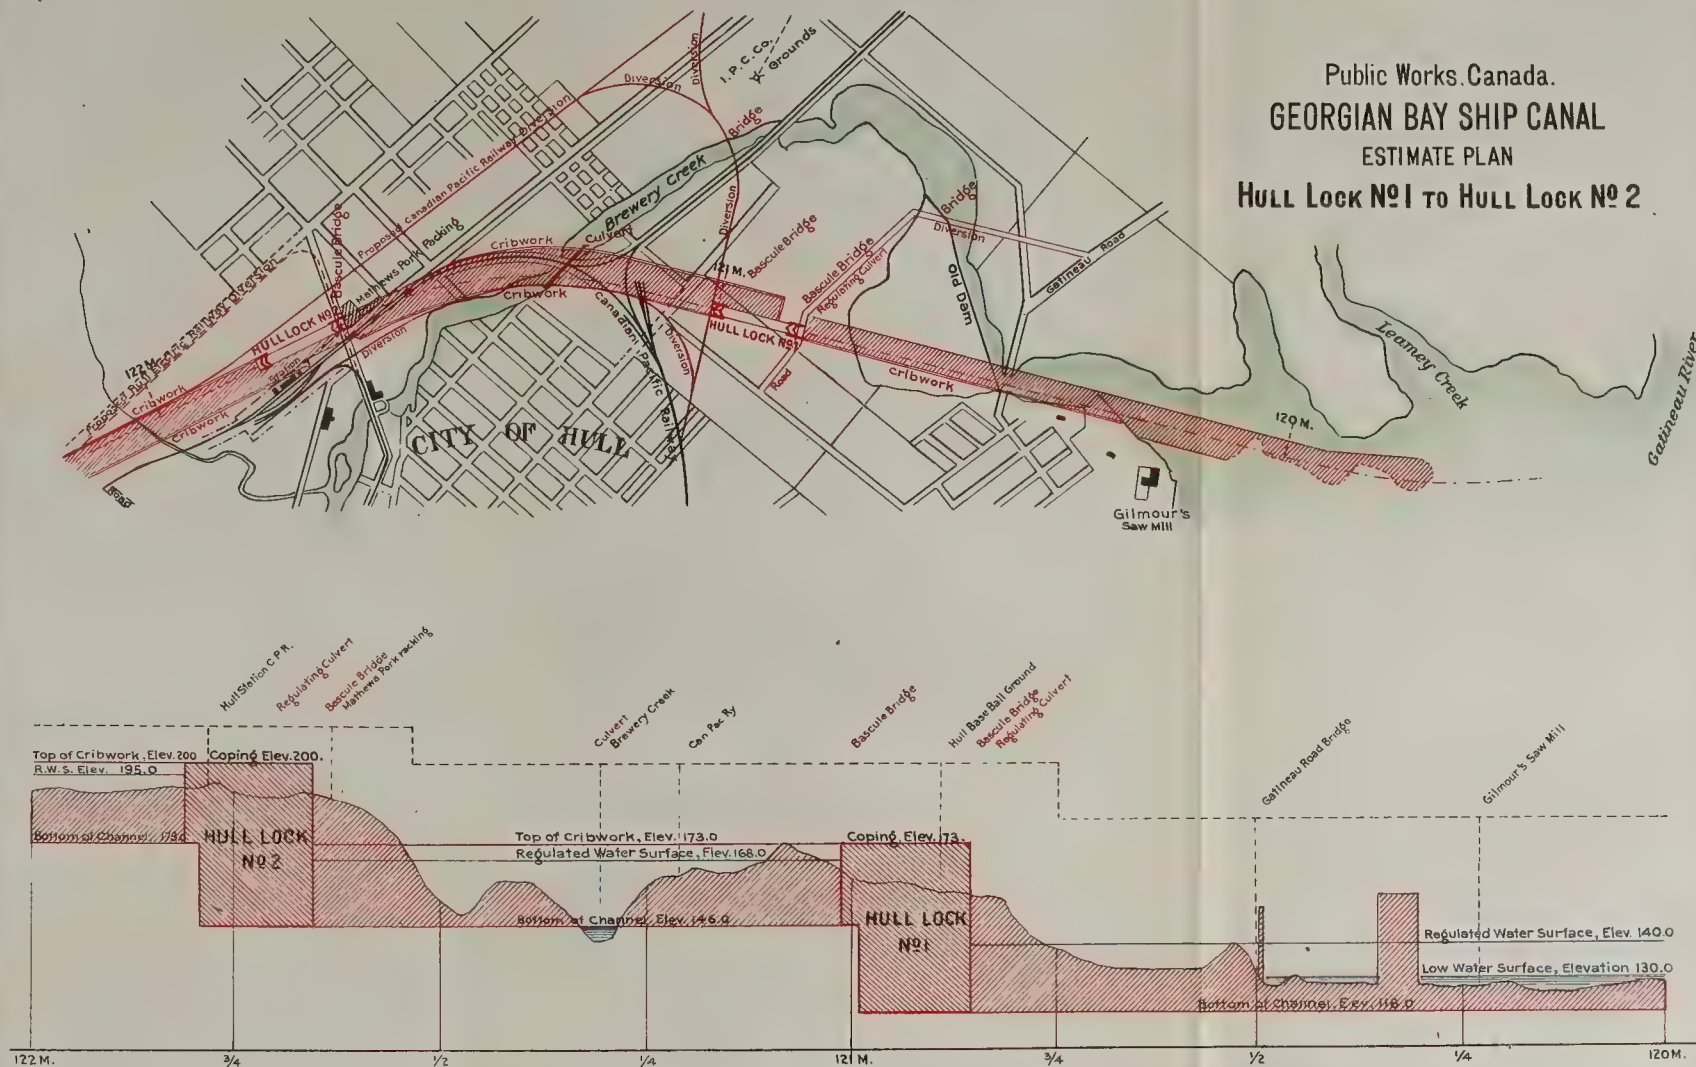 Public Works. Canada.
GEORGIAN BAY SHIP CANAL
ESTIMATE PLAN
HULL LOCK Nº 1 TO HULL LOCK Nº 2
Diversion
Diversion
I.P.C. Co.
Grounds
Bridge
Proposed Canadian Pacific Railway Diversion
Bascule Bridge
Mathews Pork Packing
Brewery Creek
Diversion
Cribwork
Culvert
Cribwork
121 M.
Bascule Bridge
Bascule Bridge
Regulating Culvert
Bridge
Diversion
Gatineau Road
Old Dam
HULL LOCK Nº 2
Diversion
Railway Diversion
122 M.
Station
Cribwork
Cribwork
ROAD
Canadian Pacific Railway
Diversion
HULL LOCK Nº 1
Road
Cribwork
CITY OF HULL
120 M.
Gilmour's
Saw Mill
Leamey Creek
Gatineau River
Hull Station C.P.R.
Regulating Culvert
Bascule Bridge
Mathews Pork Packing
Culvert
Brewery Creek
Can Pac Ry
Bascule Bridge
Hull Base Ball Ground
Bascule Bridge
Regulating Culvert
Gatineau Road Bridge
Gilmour's Saw Mill
Top of Cribwork, Elev. 200
Coping Elev. 200.
R.W.S. Elev. 195.0
Bottom of Channel, 173.0
HULL LOCK
Nº 2
Top of Cribwork, Elev. 173.0
Regulated Water Surface, Elev. 168.0
Bottom of Channel, Elev. 146.0
Coping, Elev. 173.
HULL LOCK
Nº 1
Regulated Water Surface, Elev. 140.0
Low Water Surface, Elevation 130.0
Bottom of Channel, Elev. 118.0
122 M.
3/4
1/2
1/4
121 M.
3/4
1/2
1/4
120 M.